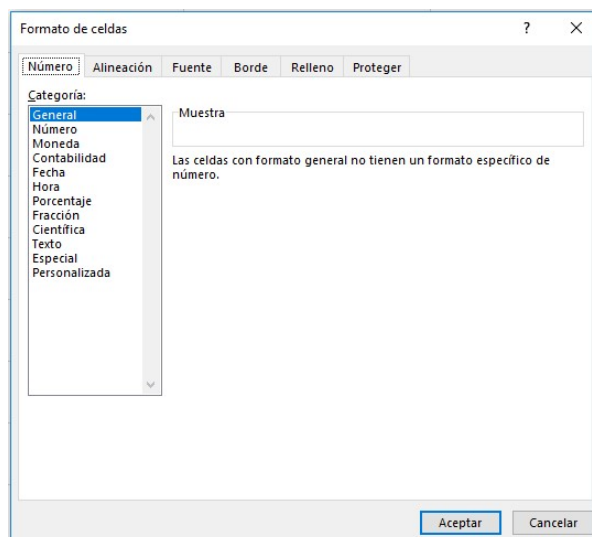 Formato de celdas
Número Alineación Fuente Borde Relleno Proteger
Categoría:
General
Número
Moneda
Contabilidad
Fecha
Hora
Porcentaje
Fracción
Científica
Texto
Especial
Personalizada
Muestra
Las celdas con formato general no tienen un formato específico de
número.
Aceptar Cancelar